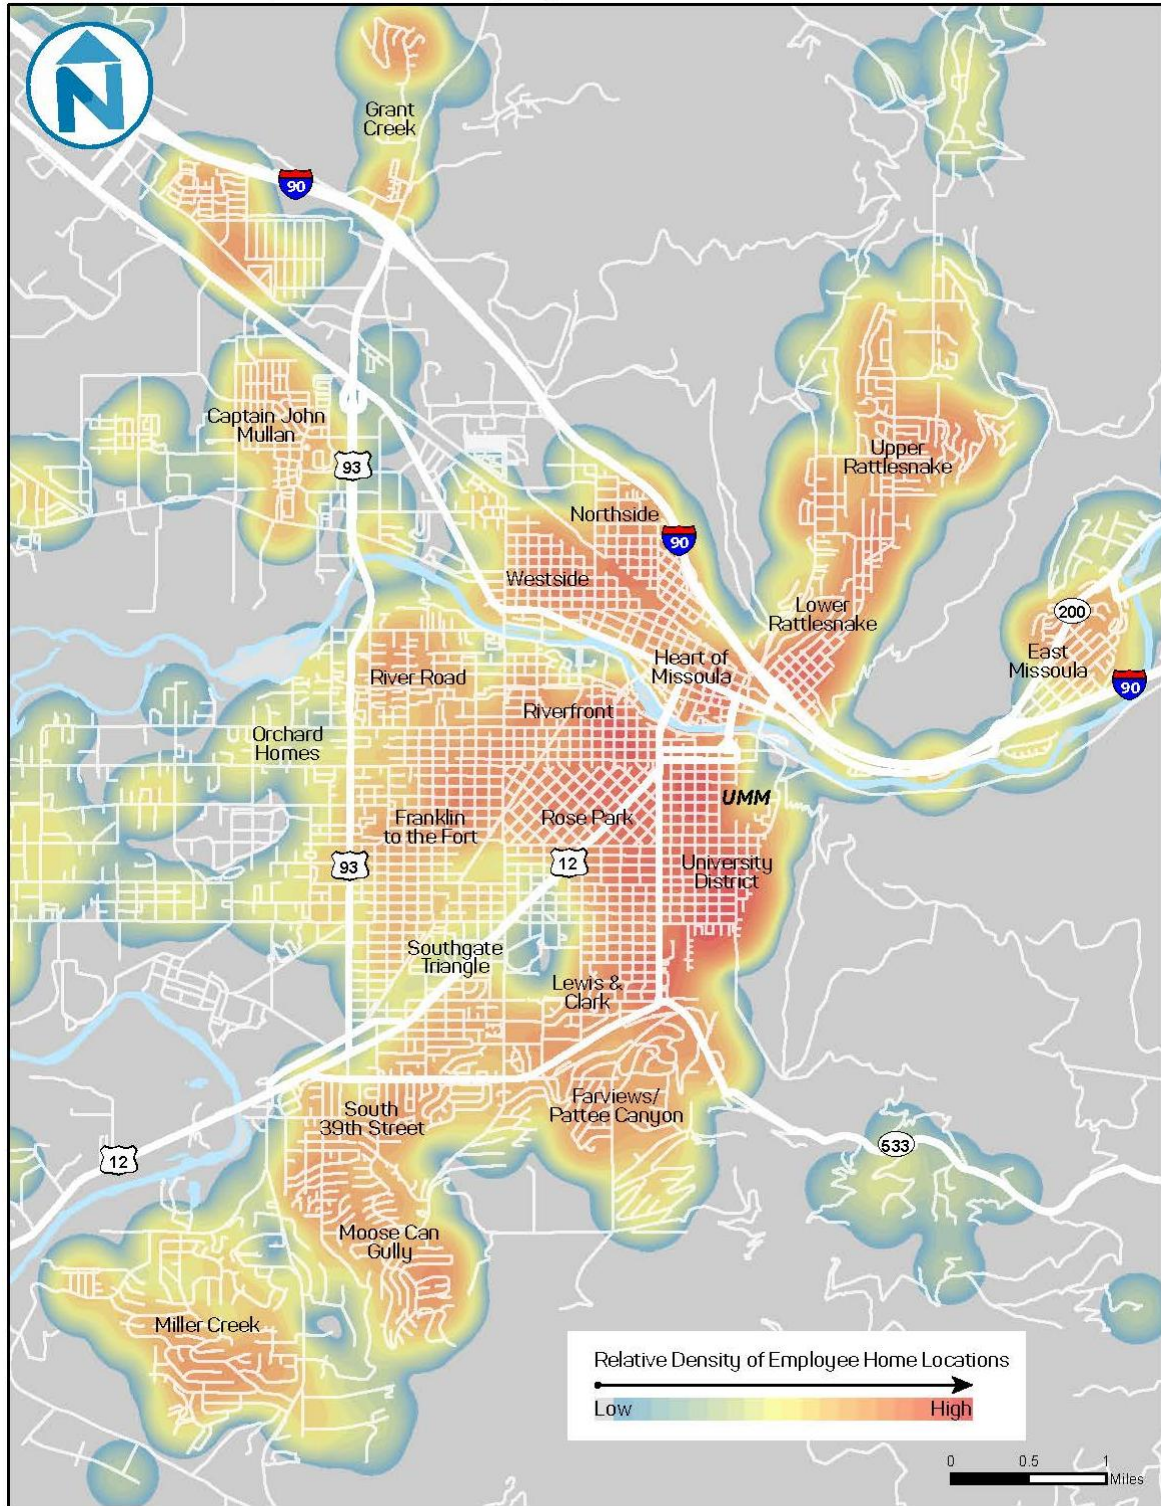 N
Grant
Creek
90
Captain John
Mullan
93
Upper
Rattlesnake
Northside
90
Westside
Lower
Rattlesnake
200
East
Missoula
90
Heart of
Missoula
River Road
Riverfront
Orchard
Homes
UMM
Franklin
to the Fort
Rose Park
93
12
University
District
Southgate
Triangle
Lewis &
Clark
South
39th Street
Farviews/
Pattee Canyon
533
12
Moose Can
Gully
Miller Creek
Relative Density of Employee Home Locations
Low High
0 0.5 1
Miles